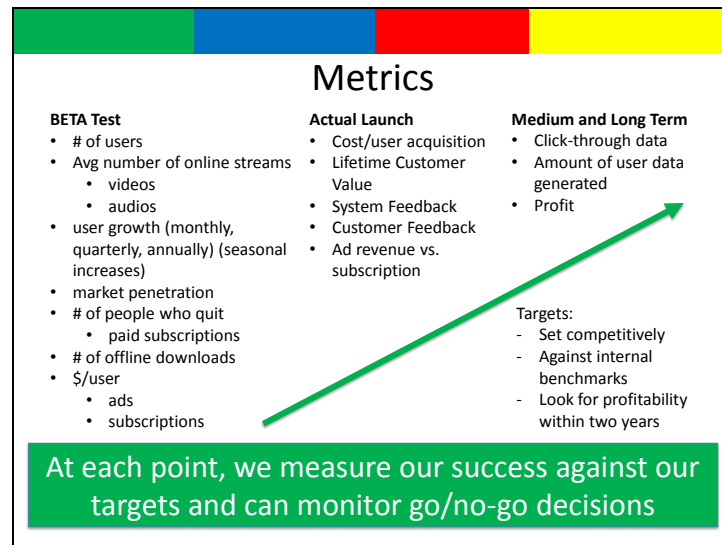 Metrics
BETA Test
• # of users
• Avg number of online streams
• videos
• audios
• user growth (monthly,
quarterly, annually) (seasonal
increases)
• market penetration
• # of people who quit
• paid subscriptions
• # of offline downloads
• $/user
• ads
• subscriptions
Actual Launch
• Cost/user acquisition
• Lifetime Customer
Value
• System Feedback
• Customer Feedback
• Ad revenue vs.
subscription
Medium and Long Term
• Click-through data
• Amount of user data
generated
• Profit
Targets:
- Set competitively
- Against internal
benchmarks
- Look for profitability
within two years
At each point, we measure our success against our
targets and can monitor go/no-go decisions